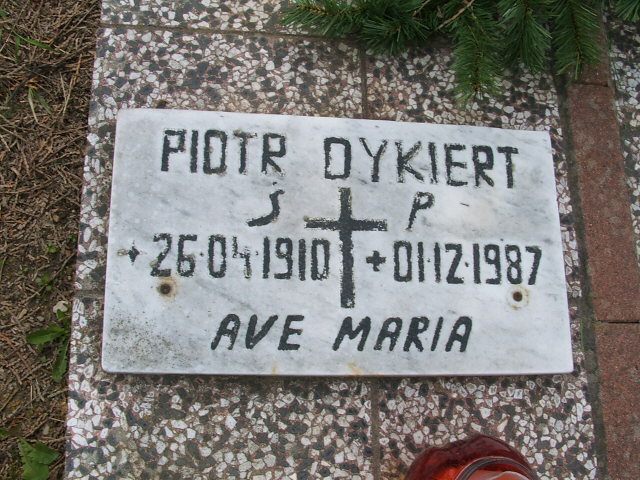 PIOTR DYKIERT
Ś P
26·04·1910 01·12·1987
AVE MARIA